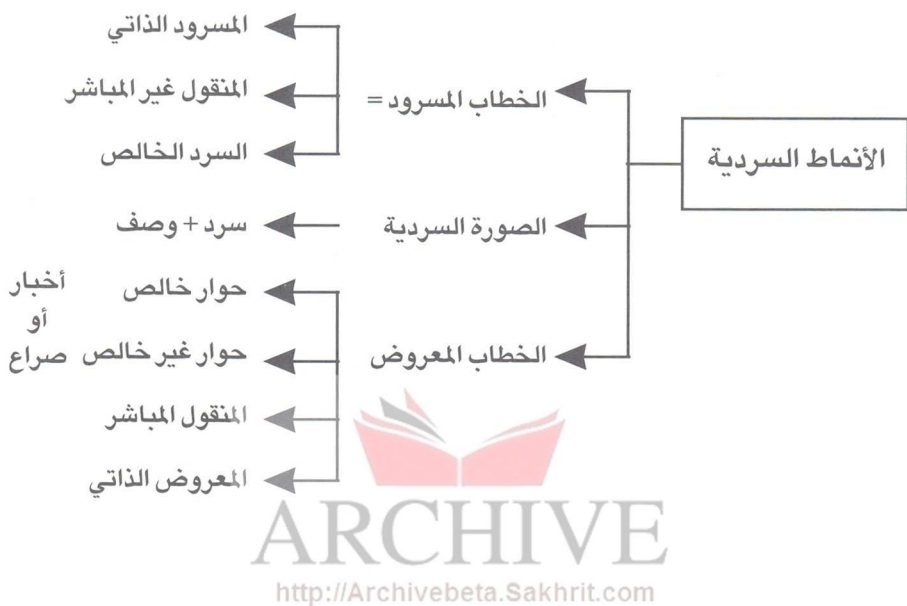 الأنماط السردية
الخطاب المسرود =
المسرود الذاتي
المنقول غير المباشر
السرد الخالص
الصورة السردية
سرد + وصف
الخطاب المعروض
حوار خالص
حوار غير خالص
المنقول المباشر
المعروض الذاتي
أخبار
أو
صراع
ARCHIVE
http://Archivebeta.Sakhrit.com